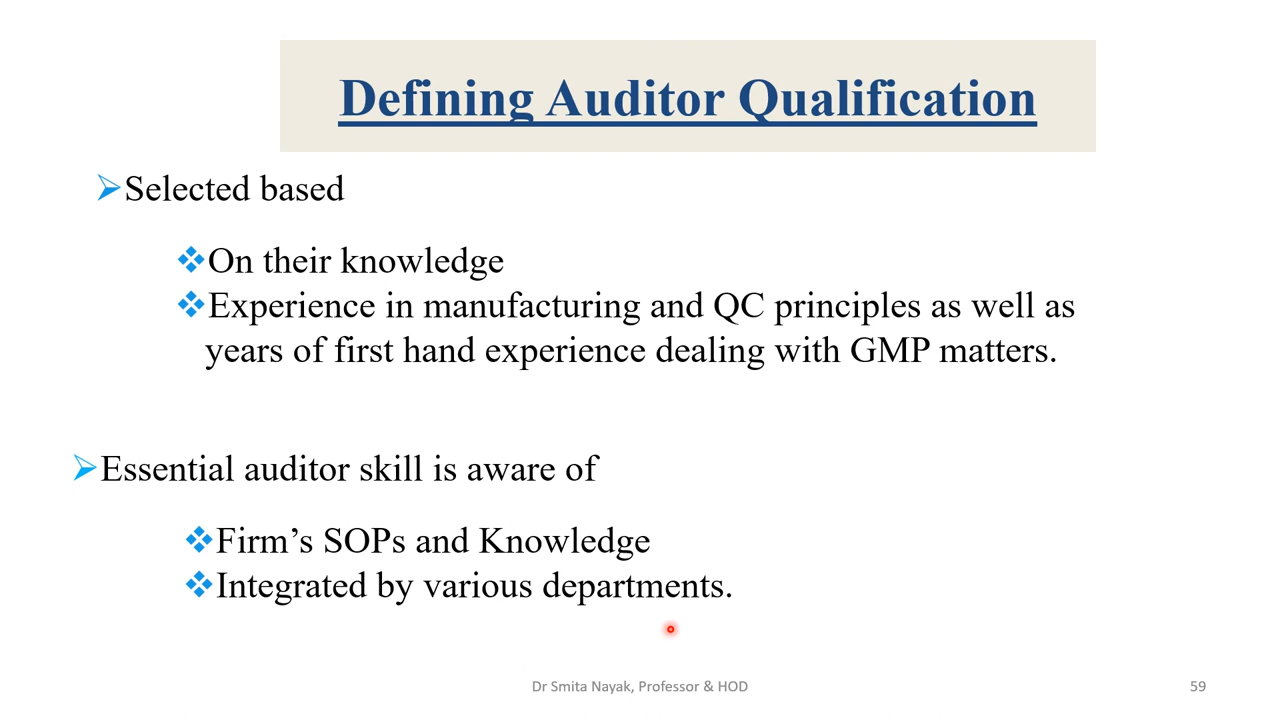 Defining Auditor Qualification
➢Selected based
❖On their knowledge
❖Experience in manufacturing and QC principles as well as
years of first hand experience dealing with GMP matters.
➢Essential auditor skill is aware of
❖Firm’s SOPs and Knowledge
❖Integrated by various departments.
Dr Smita Nayak, Professor & HOD
59